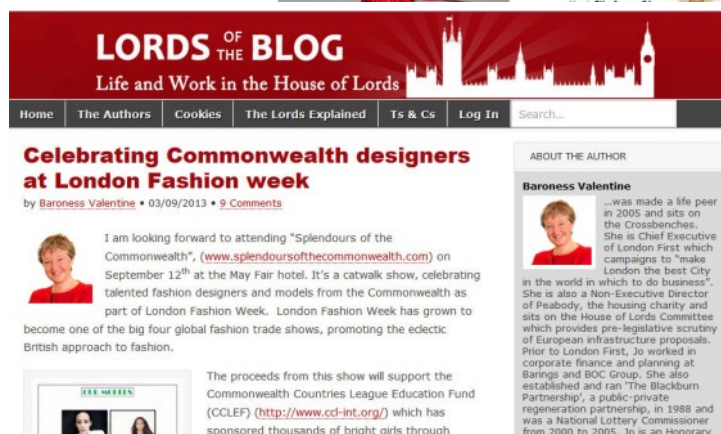 LORDS OF THE BLOG
Life and Work in the House of Lords
Home
The Authors
Cookies
The Lords Explained
Ts & Cs
Log In
Search...
Celebrating Commonwealth designers
at London Fashion week
by Baroness Valentine • 03/09/2013 • 9 Comments
I am looking forward to attending "Splendours of the
Commonwealth", (www.splendoursofthecommonwealth.com) on
September 12th at the May Fair hotel. It's a catwalk show, celebrating
talented fashion designers and models from the Commonwealth as
part of London Fashion Week. London Fashion Week has grown to
become one of the big four global fashion trade shows, promoting the eclectic
British approach to fashion.
OUR MODELS
The proceeds from this show will support the
Commonwealth Countries League Education Fund
(CCLEF) (http://www.ccl-int.org/) which has
sponsored thousands of bright girls through
ABOUT THE AUTHOR
Baroness Valentine
...was made a life peer
in 2005 and sits on
the Crossbenches.
She is Chief Executive
of London First which
campaigns to "make
London the best City
in the world in which to do business".
She is also a Non-Executive Director
of Peabody, the housing charity and
sits on the House of Lords Committee
which provides pre-legislative scrutiny
of European infrastructure proposals.
Prior to London First, Jo worked in
corporate finance and planning at
Barings and BOC Group. She also
established and ran 'The Blackburn
Partnership', a public-private
regeneration partnership, in 1988 and
was a National Lottery Commissioner
from 2000 to 2005. Jo is an Honorary